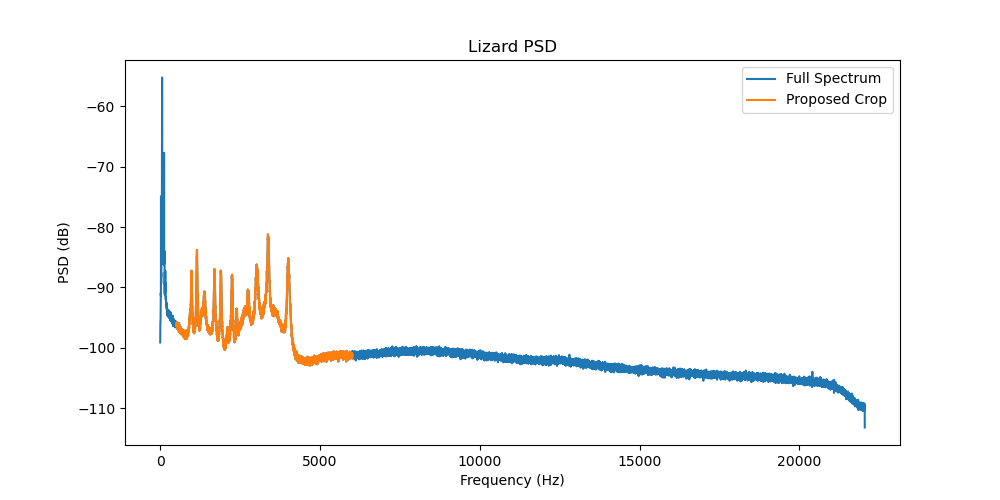 Lizard PSD
Full Spectrum
Proposed Crop
PSD (dB)
−60
−70
−80
−90
−100
−110
0
5000
10000
15000
20000
Frequency (Hz)